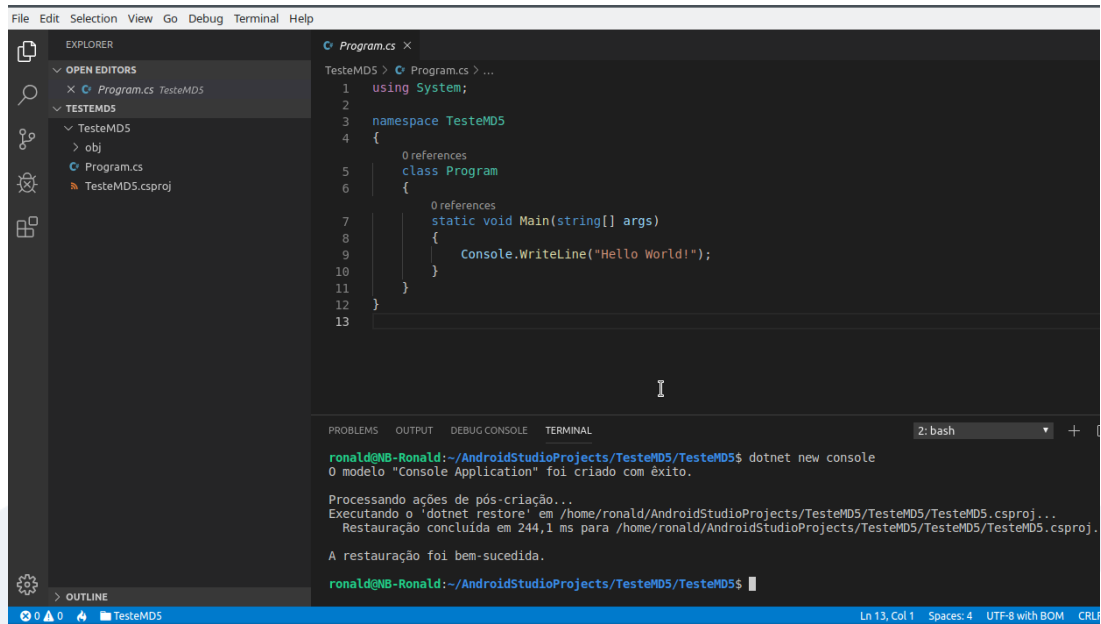 File Edit Selection View Go Debug Terminal Help
EXPLORER
OPEN EDITORS
Program.cs TesteMD5
TESTEMD5
TesteMD5
obj
Program.cs
TesteMD5.csproj
OUTLINE
Program.cs
TesteMD5 > Program.cs > ...
1 using System;
2
3 namespace TesteMD5
4 {
0 references
5 class Program
6 {
0 references
7 static void Main(string[] args)
8 {
9 Console.WriteLine("Hello World!");
10 }
11 }
12 }
13
PROBLEMS OUTPUT DEBUG CONSOLE TERMINAL 2: bash
ronald@NB-Ronald:~/AndroidStudioProjects/TesteMD5/TesteMD5$ dotnet new console
O modelo "Console Application" foi criado com êxito.
Processando ações de pós-criação...
Executando o 'dotnet restore' em /home/ronald/AndroidStudioProjects/TesteMD5/TesteMD5/TesteMD5.csproj...
Restauração concluída em 244,1 ms para /home/ronald/AndroidStudioProjects/TesteMD5/TesteMD5/TesteMD5.csproj.
A restauração foi bem-sucedida.
ronald@NB-Ronald:~/AndroidStudioProjects/TesteMD5/TesteMD5$
0 0 TesteMD5 Ln 13, Col 1 Spaces: 4 UTF-8 with BOM CRLF